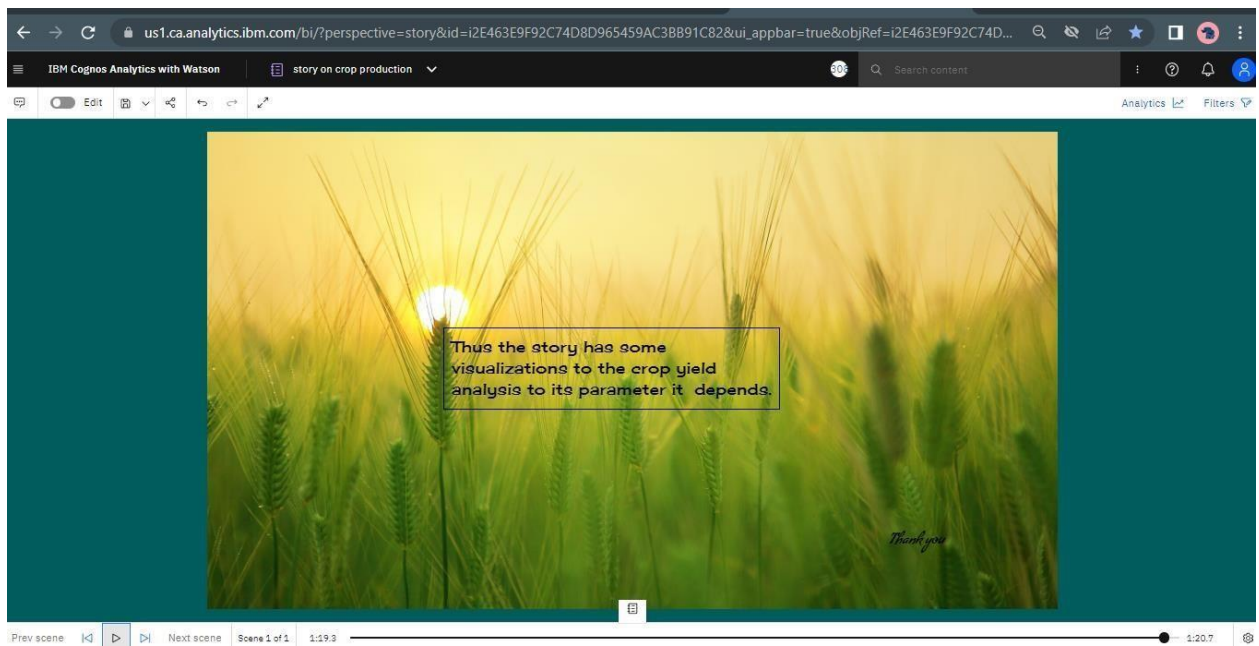 us1.ca.analytics.ibm.com/bi/?perspective=story&id=i2E463E9F92C74D8D965459AC3BB91C82&ui_appbar=true&objRef=i2E463E9F92C74D...
IBM Cognos Analytics with Watson
story on crop production
Search content
Edit
Analytics
Filters
Thus the story has some
visualizations to the crop yield
analysis to its parameter it depends.
Thank you
Prev scene
Next scene
Scene 1 of 1
1:19.3
1:20.7